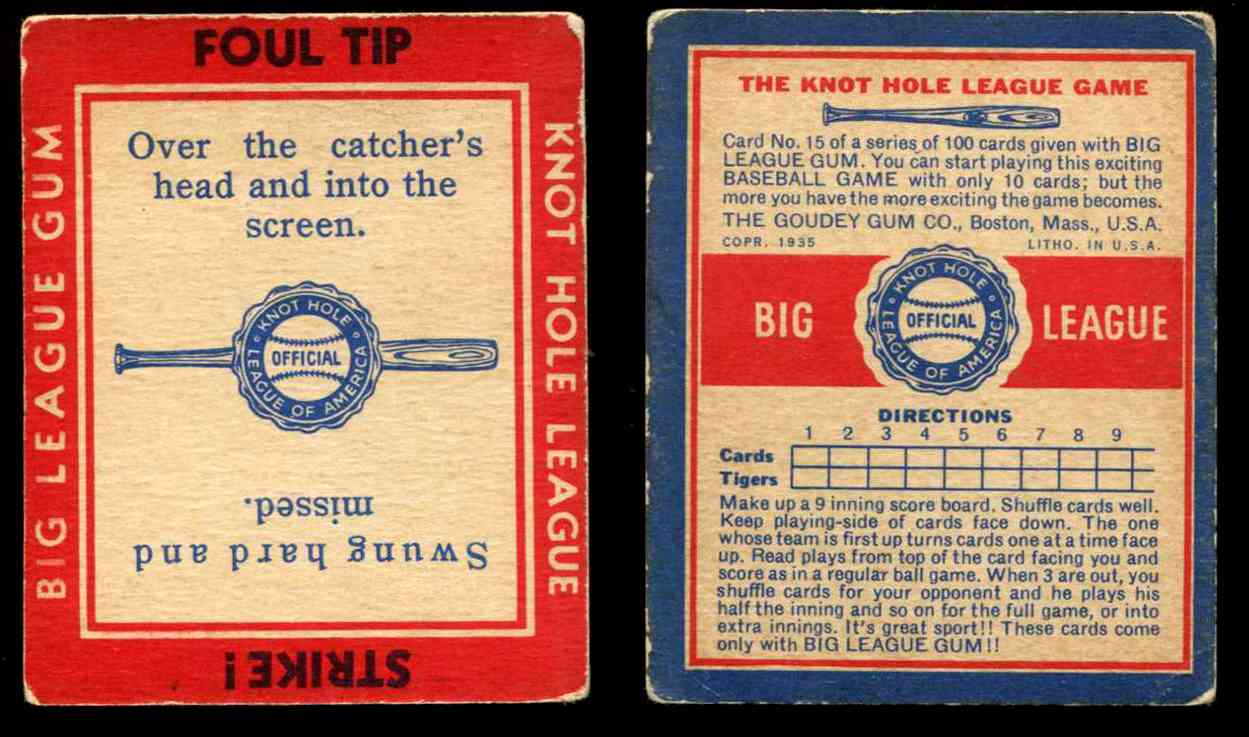 FOUL TIP
BIG LEAGUE GUM
Over the catcher's
head and into the
screen.
KNOT HOLE
OFFICIAL
LEAGUE OF AMERICA
KNOT HOLE LEAGUE
STRIKE!
Swung hard and
missed.
THE KNOT HOLE LEAGUE GAME
Card No. 15 of a series of 100 cards given with BIG
LEAGUE GUM. You can start playing this exciting
BASEBALL GAME with only 10 cards; but the
more you have the more exciting the game becomes.
THE GOUDEY GUM CO., Boston, Mass., U.S.A.
COPR. 1935 LITHO. IN U.S.A.
BIG LEAGUE
KNOT HOLE
OFFICIAL
LEAGUE OF AMERICA
DIRECTIONS
1 2 3 4 5 6 7 8 9
Cards
Tigers
Make up a 9 inning score board. Shuffle cards well.
Keep playing-side of cards face down. The one
whose team is first up turns cards one at a time face
up. Read plays from top of the card facing you and
score as in a regular ball game. When 3 are out, you
shuffle cards for your opponent and he plays his
half the inning and so on for the full game, or into
extra innings. It's great sport!! These cards come
only with BIG LEAGUE GUM!!